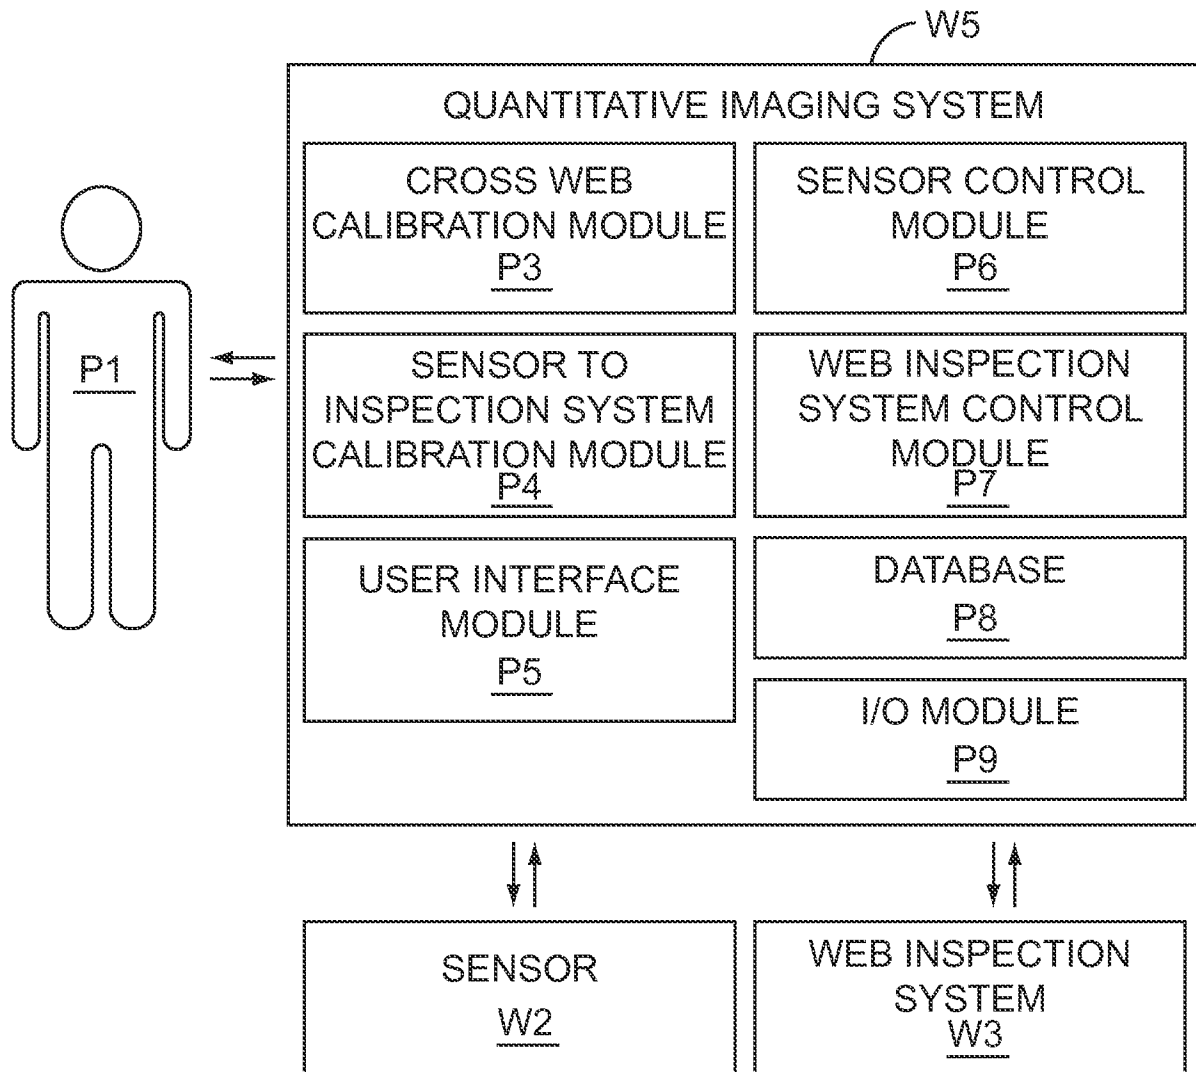 W5
QUANTITATIVE IMAGING SYSTEM
CROSS WEB
CALIBRATION MODULE
P3
SENSOR CONTROL
MODULE
P6
P1
SENSOR TO
INSPECTION SYSTEM
CALIBRATION MODULE
P4
WEB INSPECTION
SYSTEM CONTROL
MODULE
P7
USER INTERFACE
MODULE
P5
DATABASE
P8
I/O MODULE
P9
SENSOR
W2
WEB INSPECTION
SYSTEM
W3